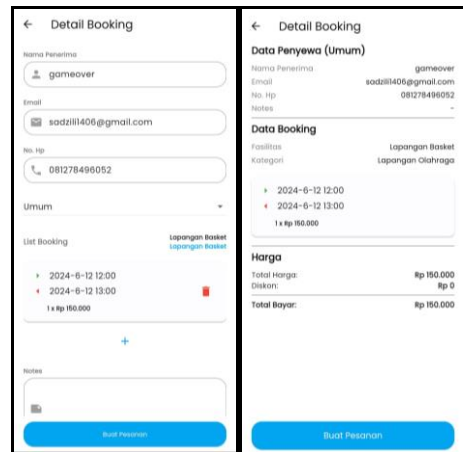 Detail Booking
Nama Penerima
gameover
Email
sadzili1406@gmail.com
No. Hp
081278496052
Umum
List Booking
Lapangan Basket
Lapangan Basket
2024-6-12 12:00
2024-6-12 13:00
1 x Rp 150.000
+
Notes
Buat Pesanan
Detail Booking
Data Penyewa (Umum)
Nama Penerima gameover
Email sadzili1406@gmail.com
No. Hp 081278496052
Notes -
Data Booking
Fasilitas Lapangan Basket
Kategori Lapangan Olahraga
2024-6-12 12:00
2024-6-12 13:00
1 x Rp 150.000
Harga
Total Harga: Rp 150.000
Diskon: Rp 0
Total Bayar: Rp 150.000
Buat Pesanan